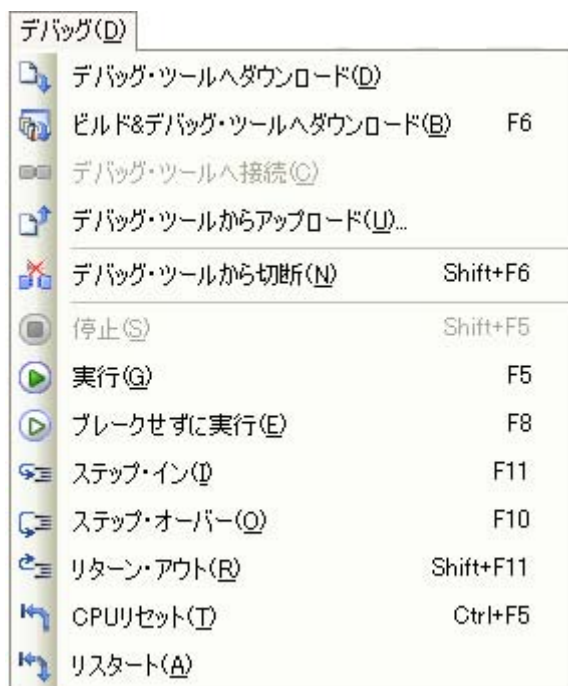 デバッグ(D)
デバッグ・ツールへダウンロード(D)
ビルド&デバッグ・ツールへダウンロード(B) F6
デバッグ・ツールへ接続(C)
デバッグ・ツールからアップロード(U)...
デバッグ・ツールから切断(N) Shift+F6
停止(S) Shift+F5
実行(G) F5
ブレークせずに実行(E) F8
ステップ・イン(I) F11
ステップ・オーバー(O) F10
リターン・アウト(R) Shift+F11
CPUリセット(T) Ctrl+F5
リスタート(A)